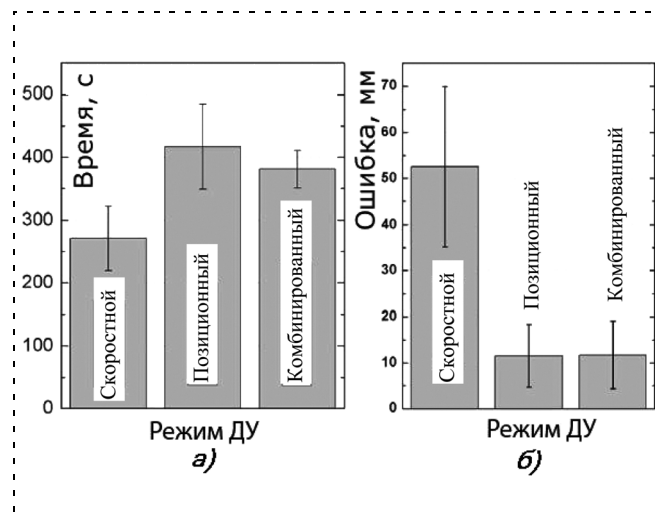 Время, с
500
400
300
200
100
0
Скоростной
Позиционный
Комбинированный
Режим ДУ
а)
Ошибка, мм
70
60
50
40
30
20
10
0
Скоростной
Позиционный
Комбинированный
Режим ДУ
б)